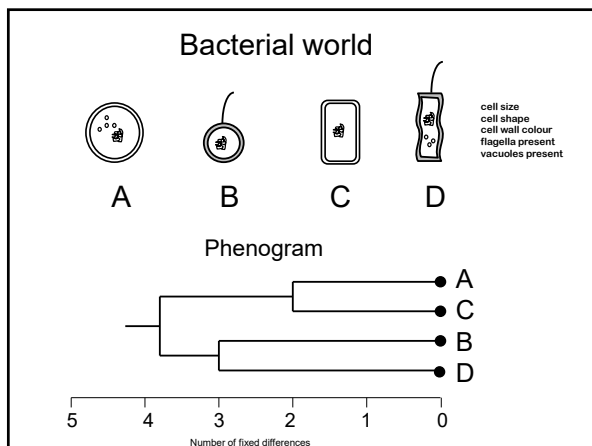 Bacterial world
cell size
cell shape
cell wall colour
flagella present
vacuoles present
A B C D
Phenogram
A
C
B
D
5 4 3 2 1 0
Number of fixed differences